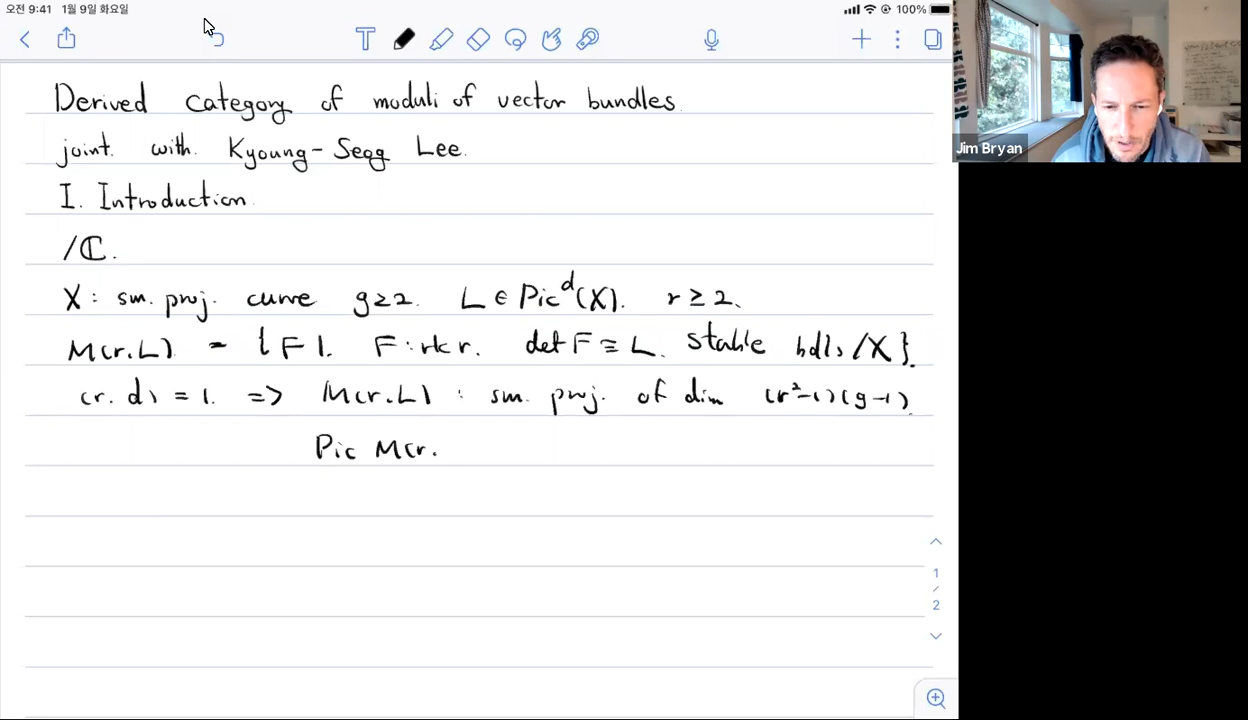 오전 9:41 1월 9일 화요일
100%
Derived category of moduli of vector bundles.
Jim Bryan
joint. with. Kyoung-Seog Lee.
I. Introduction.
/ℂ.
X: sm. proj. curve g≥2. L ∈ Pic^d(X). r ≥ 2.
M(r.L). = {F |. F: rk r. det F ≅ L. stable bdls /X}.
(r. d) = 1. => M(r.L) : sm. proj. of dim (r²-1)(g-1).
Pic M(r.
1
/
2